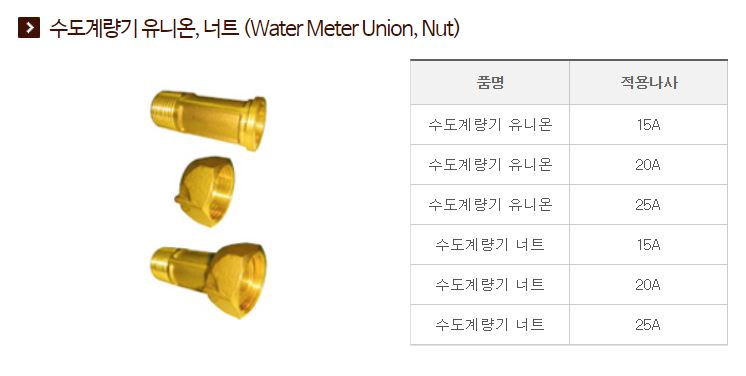 수도계량기 유니온, 너트 (Water Meter Union, Nut)
품명 적용나사
수도계량기 유니온 15A
수도계량기 유니온 20A
수도계량기 유니온 25A
수도계량기 너트 15A
수도계량기 너트 20A
수도계량기 너트 25A